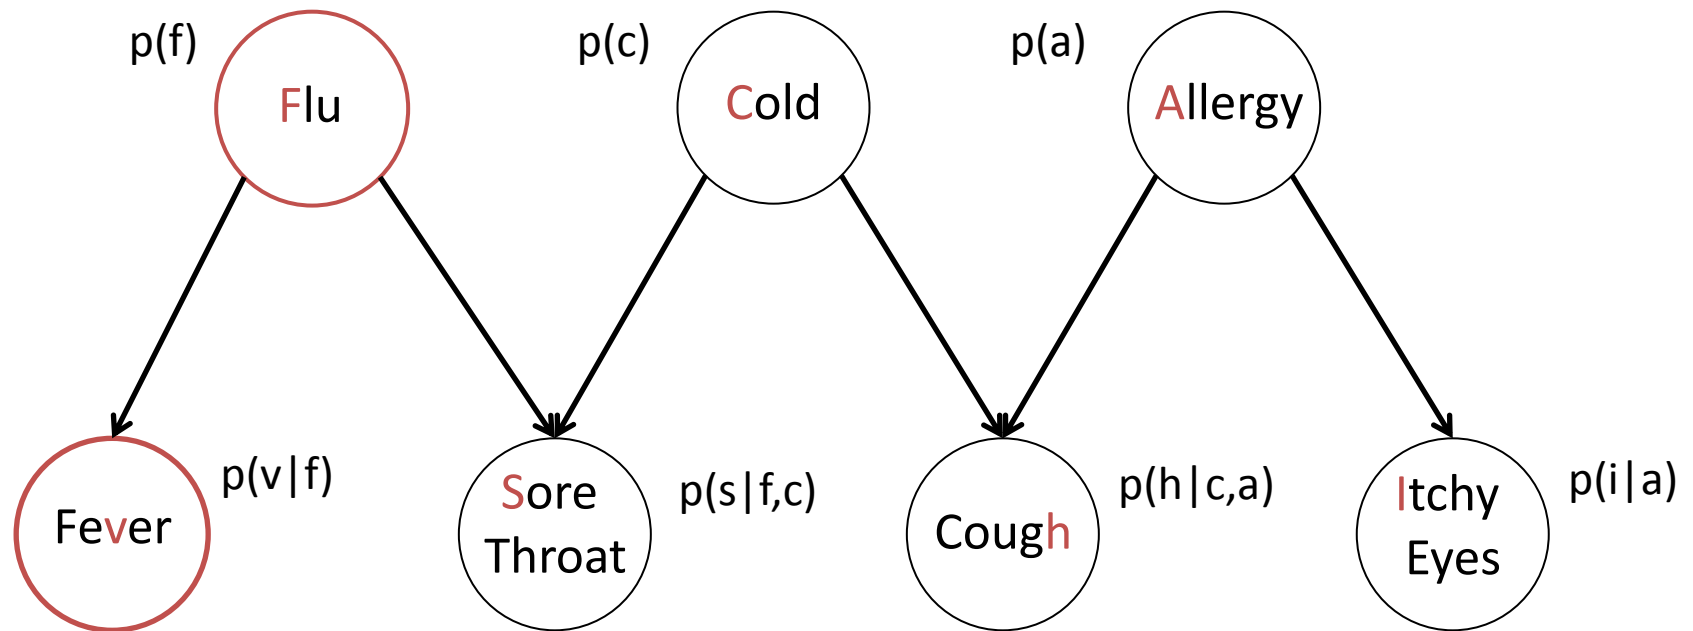 p(f)
Flu
p(c)
Cold
p(a)
Allergy
Fever
p(v|f)
Sore
Throat
p(s|f,c)
Cough
p(h|c,a)
Itchy
Eyes
p(i|a)